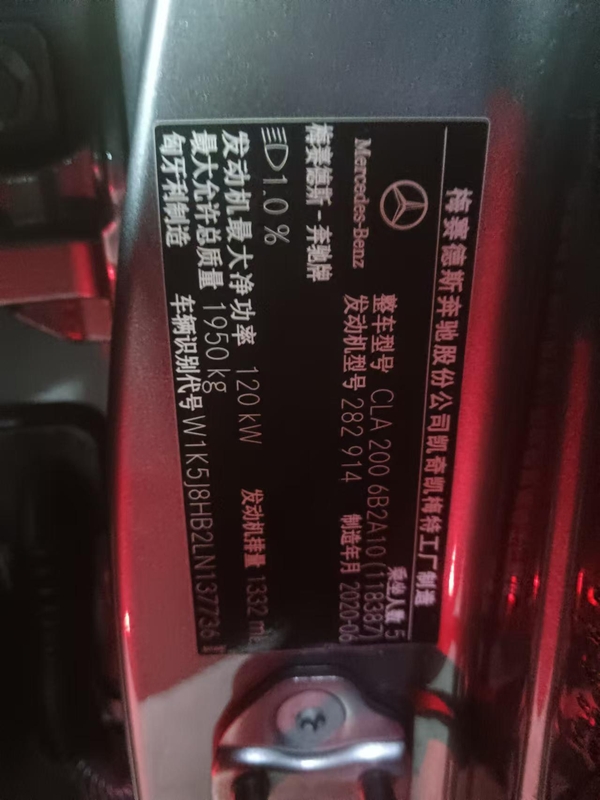 梅赛德斯奔驰股份公司凯奇凯梅特工厂制造
Mercedes-Benz
整车型号 CLA 200 6B2A10 (118387)
乘坐人数 5
发动机型号 282 914
制造年月 2020-06
梅赛德斯-奔驰牌
1.0 %
发动机最大净功率 120 kW
发动机排量 1332 ml
最大允许总质量 1950 kg
匈牙利制造
车辆识别代号 W1K5J8HB2LN137736